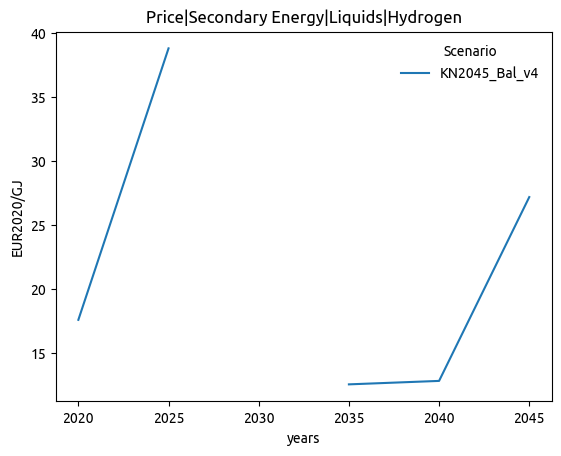 Price|Secondary Energy|Liquids|Hydrogen
Scenario
KN2045_Bal_v4
EUR2020/GJ
40
35
30
25
20
15
2020 2025 2030 2035 2040 2045
years